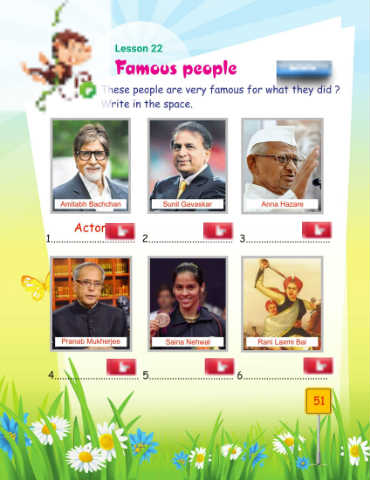 Lesson 22
Famous people
These people are very famous for what they did ?
Write in the space.
Amitabh Bachchan
Sunil Gavaskar
Anna Hazare
Actor
1........................... 2........................... 3...........................
Pranab Mukherjee
Saina Nehwal
Rani Laxmi Bai
4........................... 5........................... 6...........................
51